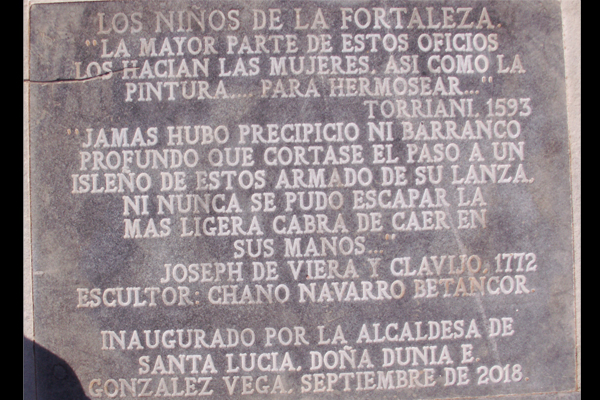 LOS NIÑOS DE LA FORTALEZA.
"LA MAYOR PARTE DE ESTOS OFICIOS
LOS HACIAN LAS MUJERES, ASI COMO LA
PINTURA.... PARA HERMOSEAR..."
TORRIANI, 1593
"JAMAS HUBO PRECIPICIO NI BARRANCO
PROFUNDO QUE CORTASE EL PASO A UN
ISLEÑO DE ESTOS ARMADO DE SU LANZA,
NI NUNCA SE PUDO ESCAPAR LA
MAS LIGERA CABRA DE CAER EN
SUS MANOS..."
JOSEPH DE VIERA Y CLAVIJO, 1772
ESCULTOR: CHANO NAVARRO BETANCOR
INAUGURADO POR LA ALCALDESA DE
SANTA LUCIA, DOÑA DUNIA E.
GONZALEZ VEGA, SEPTIEMBRE DE 2018